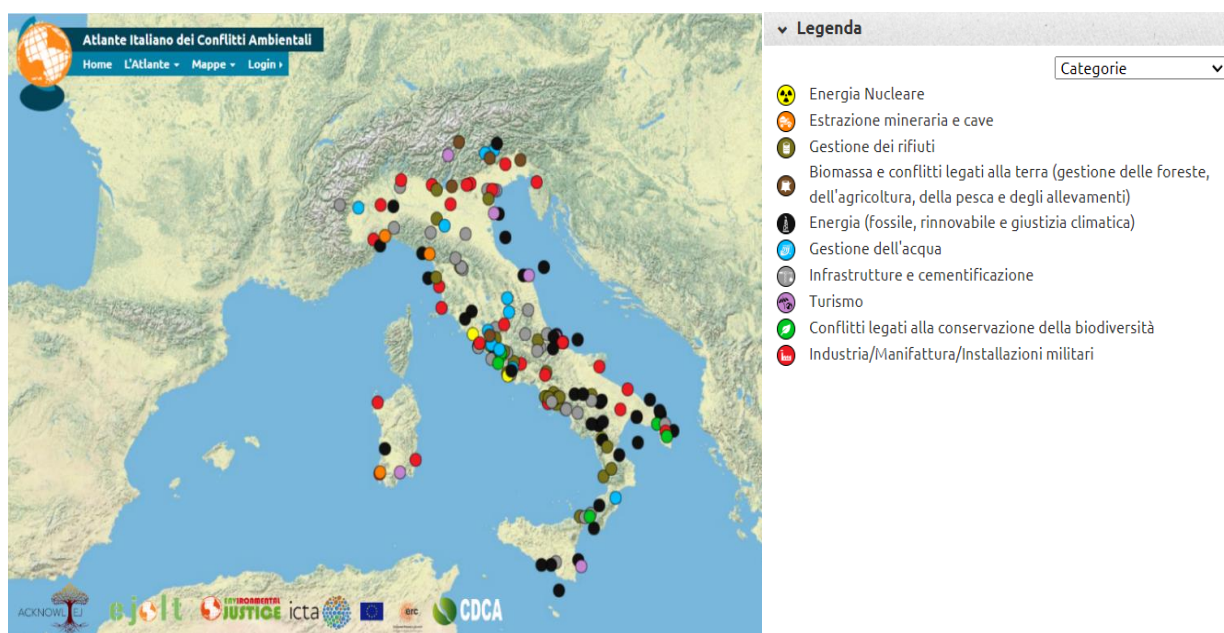 Atlante Italiano dei Conflitti Ambientali
Home L'Atlante Mappe Login
Legenda
Categorie
Energia Nucleare
Estrazione mineraria e cave
Gestione dei rifiuti
Biomassa e conflitti legati alla terra (gestione delle foreste,
dell'agricoltura, della pesca e degli allevamenti)
Energia (fossile, rinnovabile e giustizia climatica)
Gestione dell'acqua
Infrastrutture e cementificazione
Turismo
Conflitti legati alla conservazione della biodiversità
Industria/Manifattura/Installazioni militari
ACKNOWL EJ ejolt ENVIRONMENTAL JUSTICE icta erc CDCA